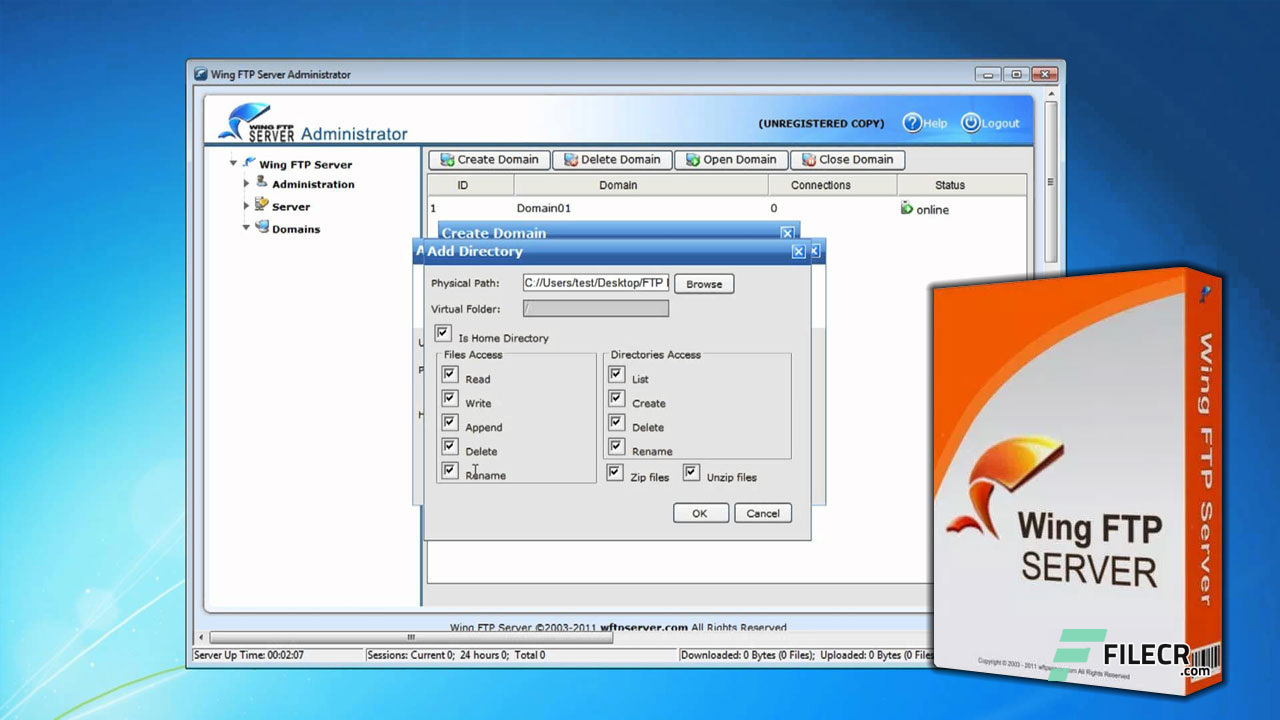 Wing FTP Server Administrator
WING FTP
SERVER Administrator
(UNREGISTERED COPY) Help Logout
Wing FTP Server
Administration
Server
Domains
Create Domain Delete Domain Open Domain Close Domain
ID Domain Connections Status
1 Domain01 0 online
Create Domain
Add Directory
Physical Path: C://Users/test/Desktop/FTP Browse
Virtual Folder: /
Is Home Directory
Files Access
Read
Write
Append
Delete
Rename
Directories Access
List
Create
Delete
Rename
Zip files Unzip files
OK Cancel
Wing FTP Server ©2003-2011 wftpserver.com All Rights Reserved
Server Up Time: 00:02:07 Sessions: Current 0; 24 hours 0; Total 0 Downloaded: 0 Bytes (0 Files); Uploaded: 0 Bytes (0 Files
Wing FTP
SERVER
Wing FTP Server
Copyright © 2003 - 2011 All Rights Reserved
FILECR
.com